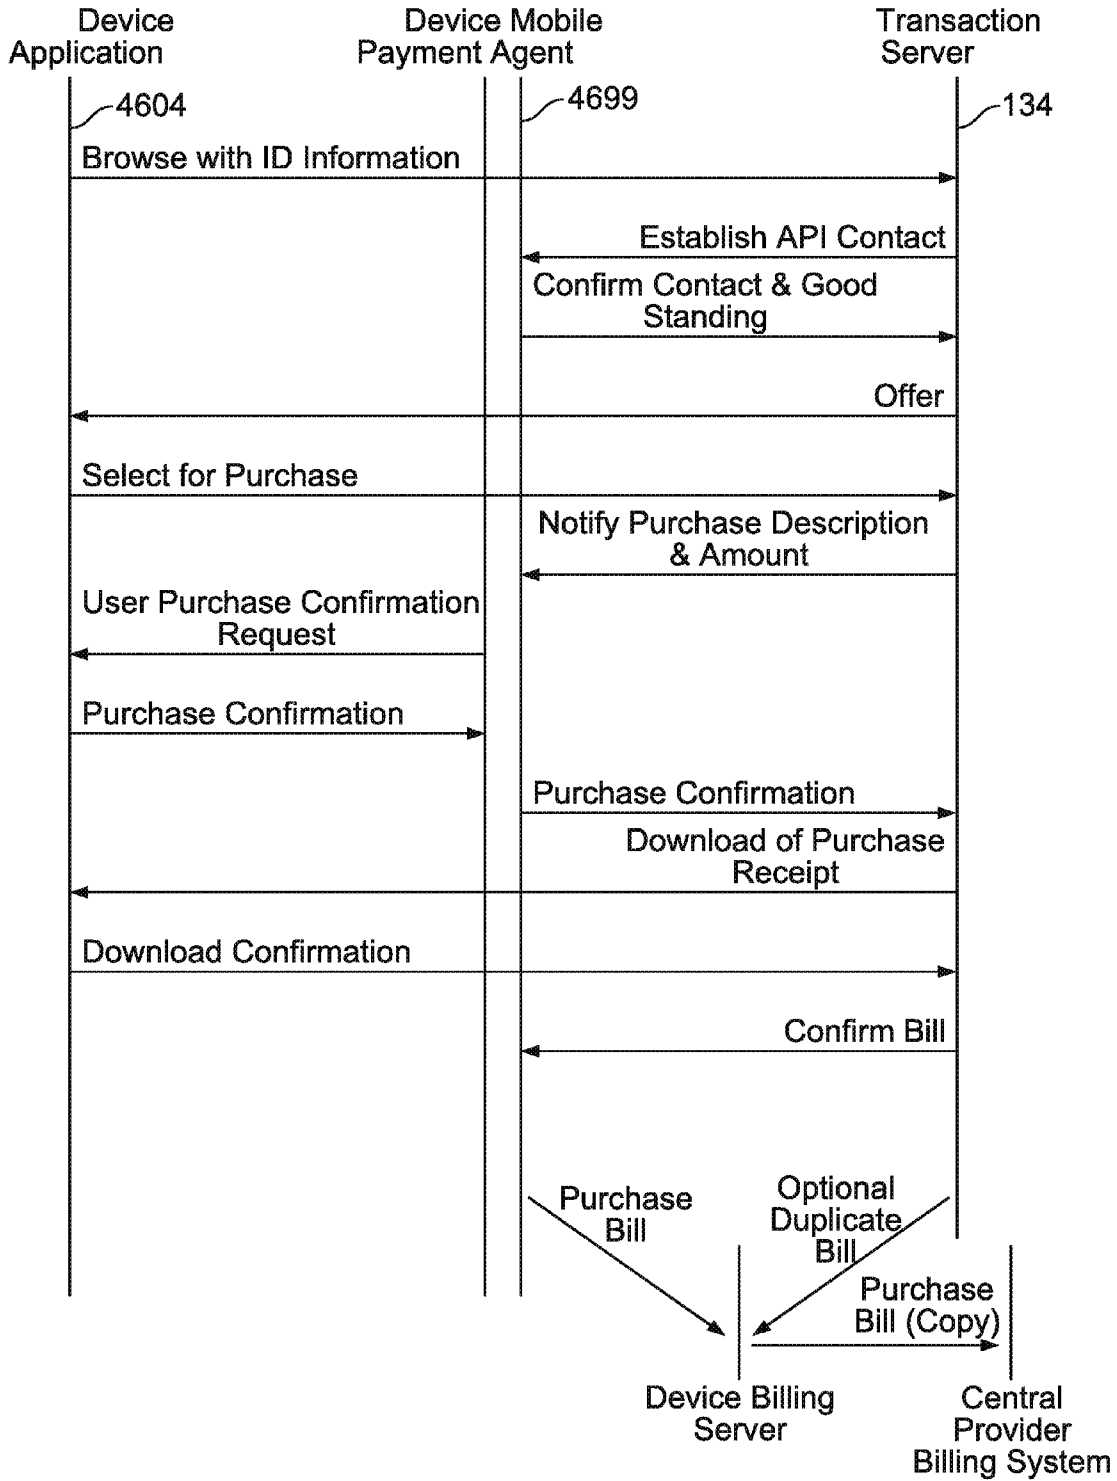 Device
Application
Device Mobile
Payment Agent
Transaction
Server
4604
4699
134
Browse with ID Information
Establish API Contact
Confirm Contact & Good
Standing
Offer
Select for Purchase
Notify Purchase Description
& Amount
User Purchase Confirmation
Request
Purchase Confirmation
Purchase Confirmation
Download of Purchase
Receipt
Download Confirmation
Confirm Bill
Purchase
Bill
Optional
Duplicate
Bill
Purchase
Bill (Copy)
Device Billing
Server
Central
Provider
Billing System